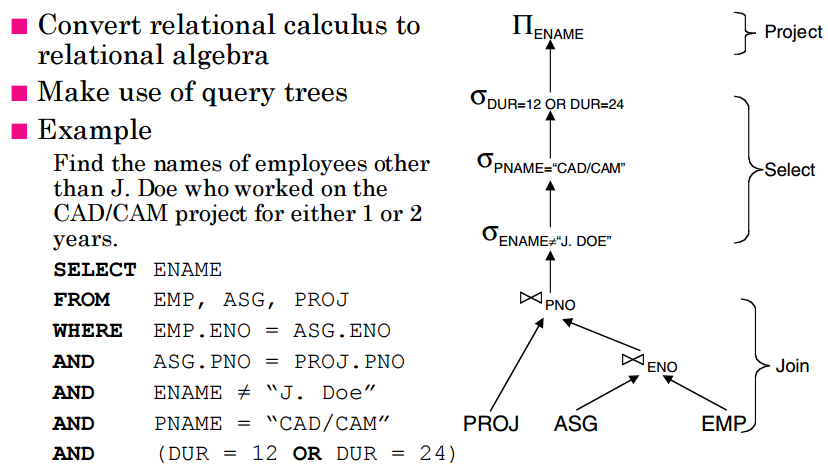 Convert relational calculus to
relational algebra
Make use of query trees
Example
Find the names of employees other
than J. Doe who worked on the
CAD/CAM project for either 1 or 2
years.
SELECT ENAME
FROM EMP, ASG, PROJ
WHERE EMP.ENO = ASG.ENO
AND ASG.PNO = PROJ.PNO
AND ENAME ≠ “J. Doe”
AND PNAME = “CAD/CAM”
AND (DUR = 12 OR DUR = 24)
ΠENAME
Project
σDUR=12 OR DUR=24
σPNAME=“CAD/CAM”
Select
σENAME≠“J. DOE”
⋈PNO
⋈ENO
Join
PROJ ASG EMP